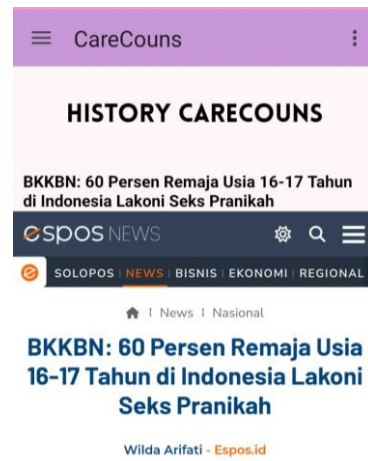 CareCouns
HISTORY CARECOUNS
BKKBN: 60 Persen Remaja Usia 16-17 Tahun
di Indonesia Lakoni Seks Pranikah
espos NEWS
SOLOPOS | NEWS | BISNIS | EKONOMI | REGIONAL
News | Nasional
BKKBN: 60 Persen Remaja Usia
16-17 Tahun di Indonesia Lakoni
Seks Pranikah
Wilda Arifati - Espos.id